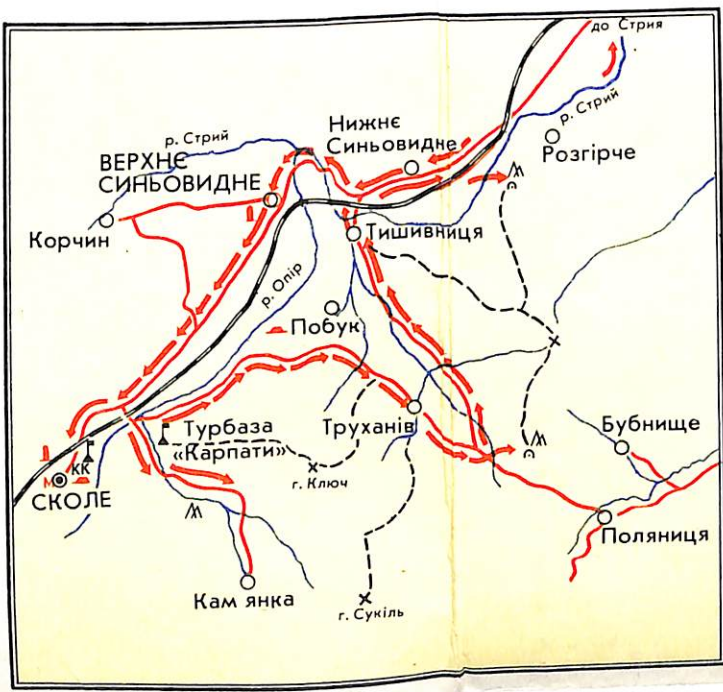 до Стрия
р. Стрий
р. Стрий
Нижнє
Синьовидне
Розгірче
ВЕРХНЄ
СИНЬОВИДНЕ
Корчин
Тишивниця
р. Опір
Побук
Турбаза
«Карпати»
Труханів
Бубнище
г. Ключ
КК
М
СКОЛЕ
Поляниця
Кам янка
г. Сукіль